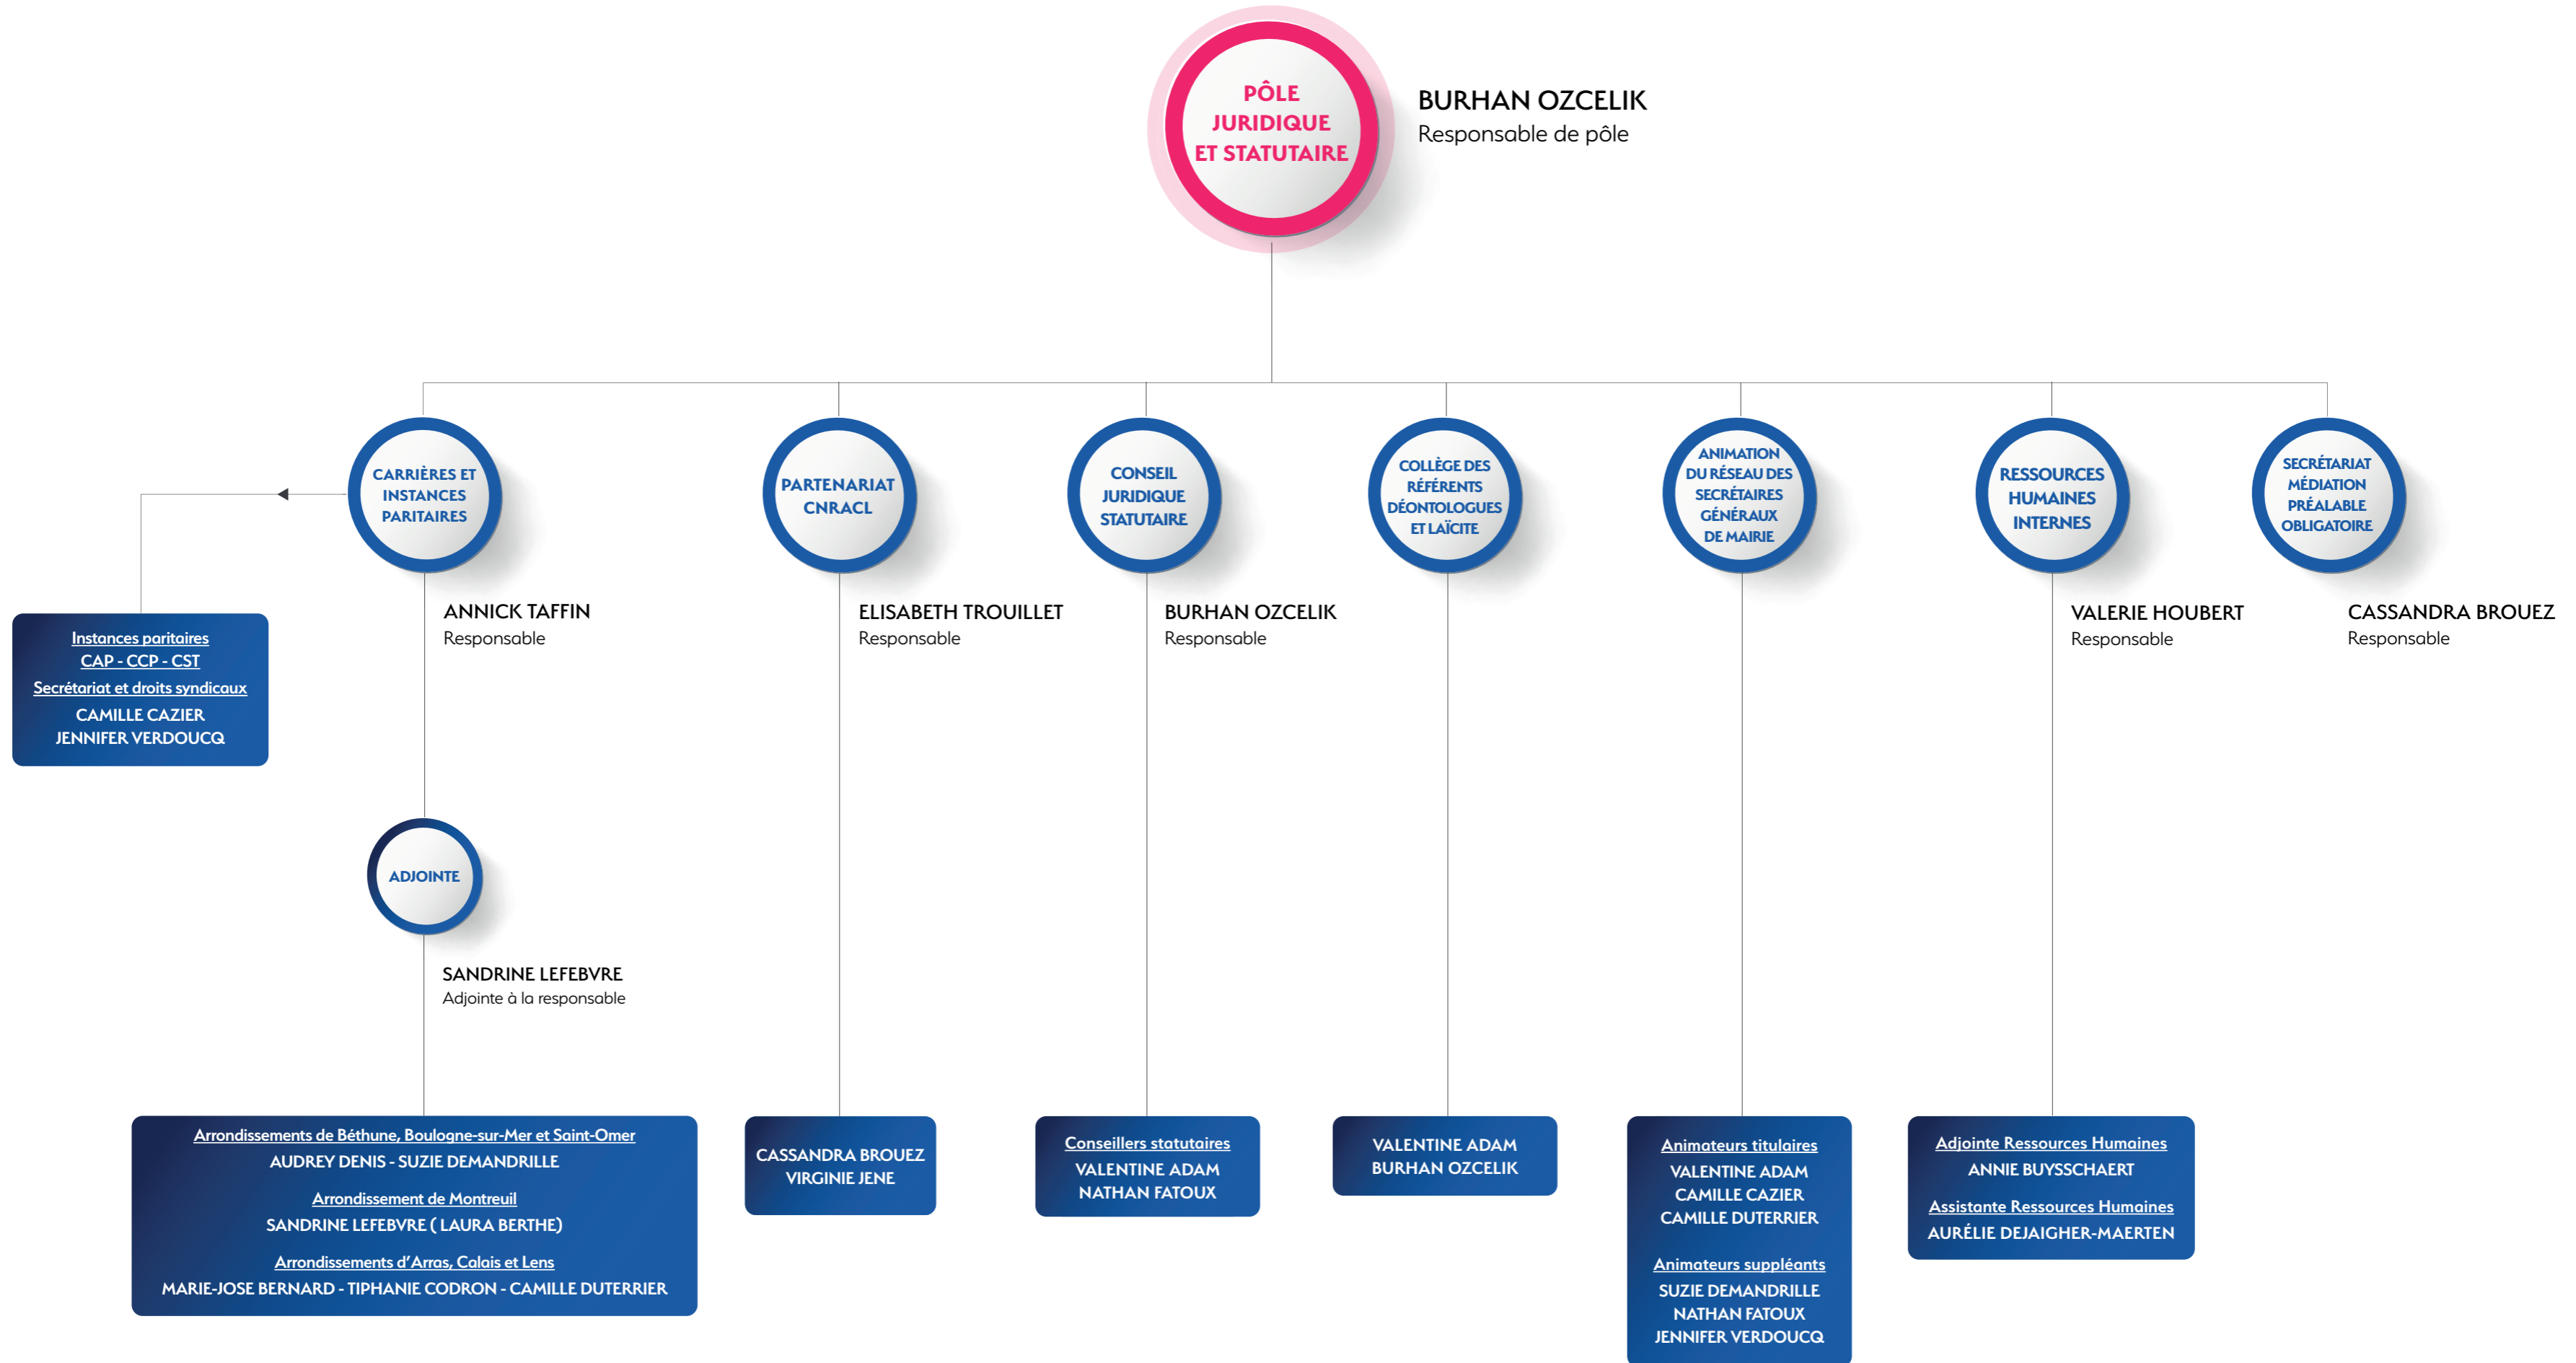 PÔLE
JURIDIQUE
ET STATUTAIRE
BURHAN OZCELIK
Responsable de pôle
CARRIÈRES ET
INSTANCES
PARITAIRES
PARTENARIAT
CNRACL
CONSEIL
JURIDIQUE
STATUTAIRE
COLLÈGE DES
RÉFÉRENTS
DÉONTOLOGUES
ET LAÏCITE
ANIMATION
DU RÉSEAU DES
SECRÉTAIRES
GÉNÉRAUX
DE MAIRIE
RESSOURCES
HUMAINES
INTERNES
SECRÉTARIAT
MÉDIATION
PRÉALABLE
OBLIGATOIRE
ANNICK TAFFIN
Responsable
ELISABETH TROUILLET
Responsable
BURHAN OZCELIK
Responsable
VALERIE HOUBERT
Responsable
CASSANDRA BROUEZ
Responsable
Instances paritaires
CAP - CCP - CST
Secrétariat et droits syndicaux
CAMILLE CAZIER
JENNIFER VERDOUCQ
ADJOINTE
SANDRINE LEFEBVRE
Adjointe à la responsable
Arrondissements de Béthune, Boulogne-sur-Mer et Saint-Omer
AUDREY DENIS - SUZIE DEMANDRILLE
Arrondissement de Montreuil
SANDRINE LEFEBVRE ( LAURA BERTHE)
Arrondissements d'Arras, Calais et Lens
MARIE-JOSE BERNARD - TIPHANIE CODRON - CAMILLE DUTERRIER
CASSANDRA BROUEZ
VIRGINIE JENE
Conseillers statutaires
VALENTINE ADAM
NATHAN FATOUX
VALENTINE ADAM
BURHAN OZCELIK
Animateurs titulaires
VALENTINE ADAM
CAMILLE CAZIER
CAMILLE DUTERRIER
Animateurs suppléants
SUZIE DEMANDRILLE
NATHAN FATOUX
JENNIFER VERDOUCQ
Adjointe Ressources Humaines
ANNIE BUYSSCHAERT
Assistante Ressources Humaines
AURÉLIE DEJAIGHER-MAERTEN